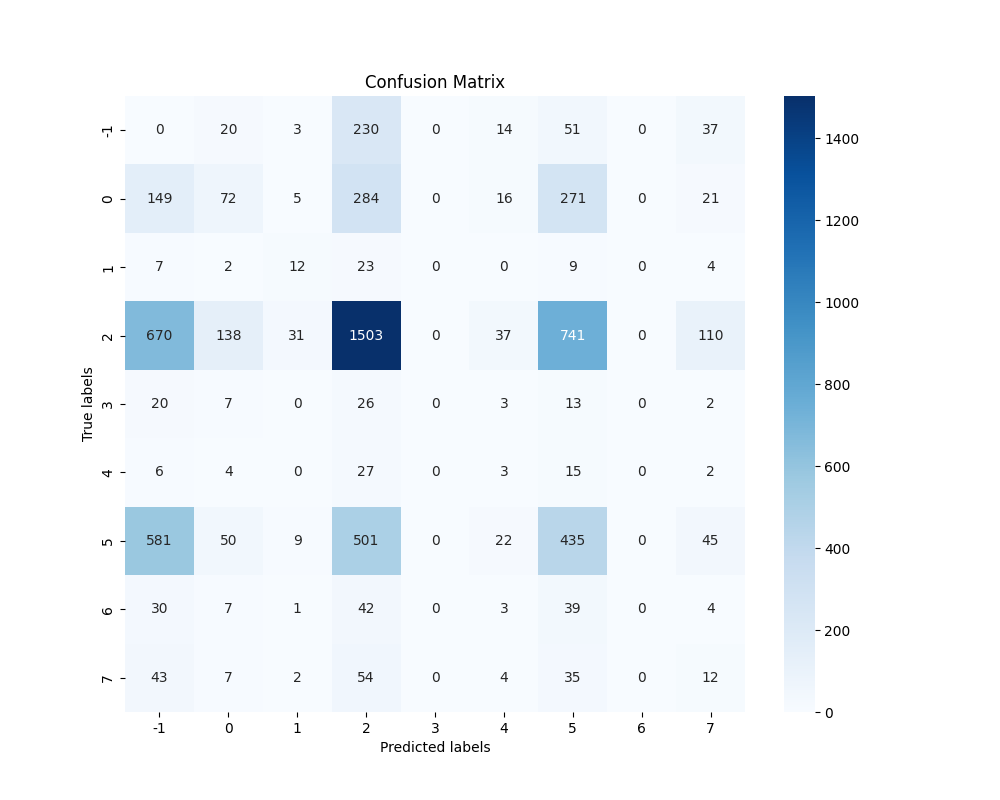 Confusion Matrix
-1 0 20 3 230 0 14 51 0 37
0 149 72 5 284 0 16 271 0 21
1 7 2 12 23 0 0 9 0 4
2 670 138 31 1503 0 37 741 0 110
3 20 7 0 26 0 3 13 0 2
4 6 4 0 27 0 3 15 0 2
5 581 50 9 501 0 22 435 0 45
6 30 7 1 42 0 3 39 0 4
7 43 7 2 54 0 4 35 0 12
-1 0 1 2 3 4 5 6 7
Predicted labels
True labels
1400
1200
1000
800
600
400
200
0